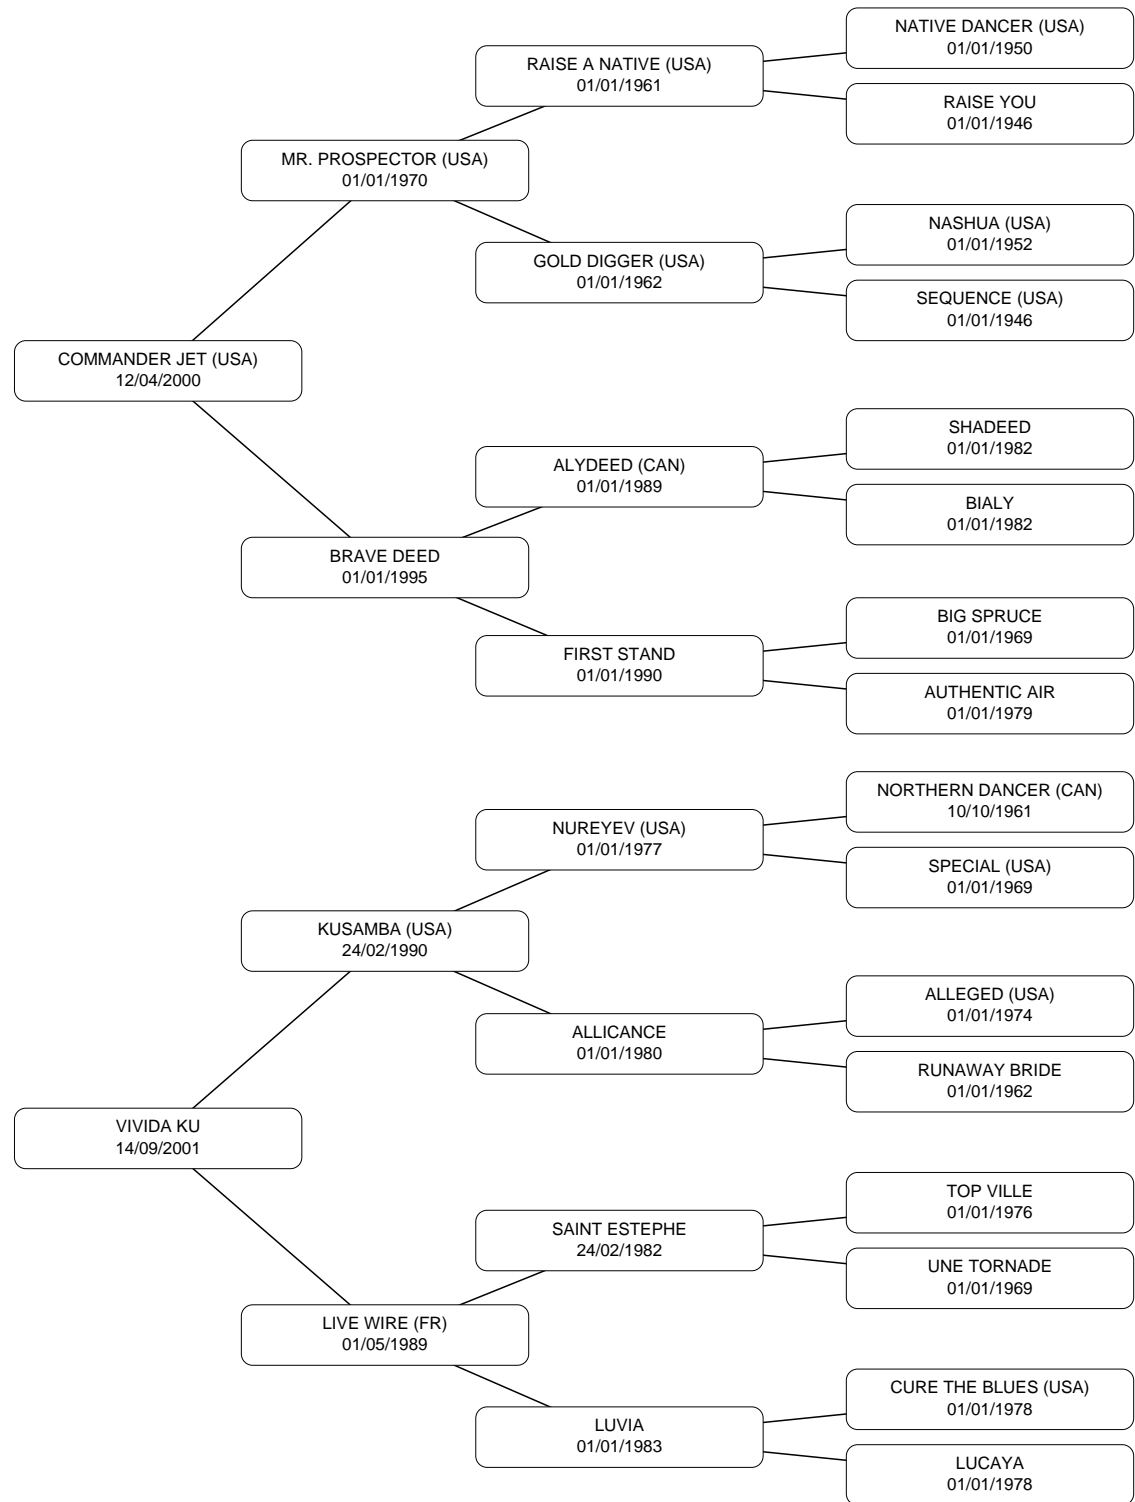 NATIVE DANCER (USA)
01/01/1950
RAISE A NATIVE (USA)
01/01/1961
RAISE YOU
01/01/1946
MR. PROSPECTOR (USA)
01/01/1970
NASHUA (USA)
01/01/1952
GOLD DIGGER (USA)
01/01/1962
SEQUENCE (USA)
01/01/1946
COMMANDER JET (USA)
12/04/2000
SHADEED
01/01/1982
ALYDEED (CAN)
01/01/1989
BIALY
01/01/1982
BRAVE DEED
01/01/1995
BIG SPRUCE
01/01/1969
FIRST STAND
01/01/1990
AUTHENTIC AIR
01/01/1979
NORTHERN DANCER (CAN)
10/10/1961
NUREYEV (USA)
01/01/1977
SPECIAL (USA)
01/01/1969
KUSAMBA (USA)
24/02/1990
ALLEGED (USA)
01/01/1974
ALLICANCE
01/01/1980
RUNAWAY BRIDE
01/01/1962
VIVIDA KU
14/09/2001
TOP VILLE
01/01/1976
SAINT ESTEPHE
24/02/1982
UNE TORNADE
01/01/1969
LIVE WIRE (FR)
01/05/1989
CURE THE BLUES (USA)
01/01/1978
LUVIA
01/01/1983
LUCAYA
01/01/1978